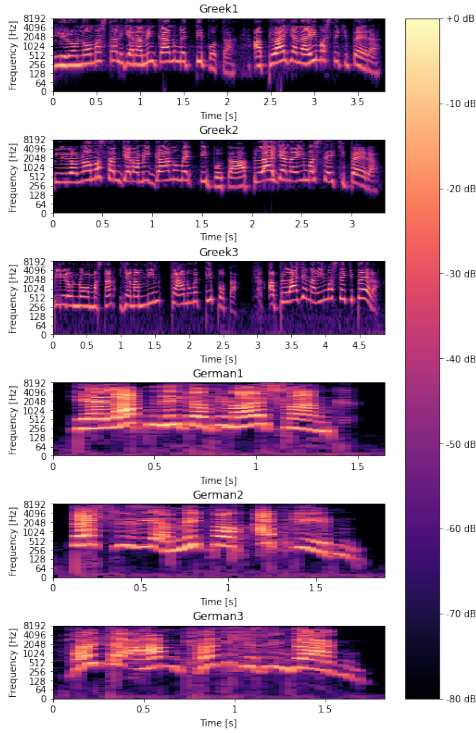 Greek1
+0 dB
8192
4096
2048
1024
512
256
128
64
0
Frequency [Hz]
0 0.5 1 1.5 2 2.5 3 3.5
Time [s]
-10 dB
Greek2
8192
4096
2048
1024
512
256
128
64
0
Frequency [Hz]
0 0.5 1 1.5 2 2.5 3
Time [s]
-20 dB
Greek3
8192
4096
2048
1024
512
256
128
64
0
Frequency [Hz]
0 0.5 1 1.5 2 2.5 3 3.5 4 4.5
Time [s]
-30 dB
-40 dB
German1
8192
4096
2048
1024
512
256
128
64
0
Frequency [Hz]
0 0.5 1 1.5
Time [s]
-50 dB
German2
8192
4096
2048
1024
512
256
128
64
0
Frequency [Hz]
0 0.5 1 1.5
Time [s]
-60 dB
German3
8192
4096
2048
1024
512
256
128
64
0
Frequency [Hz]
0 0.5 1 1.5
Time [s]
-70 dB
-80 dB